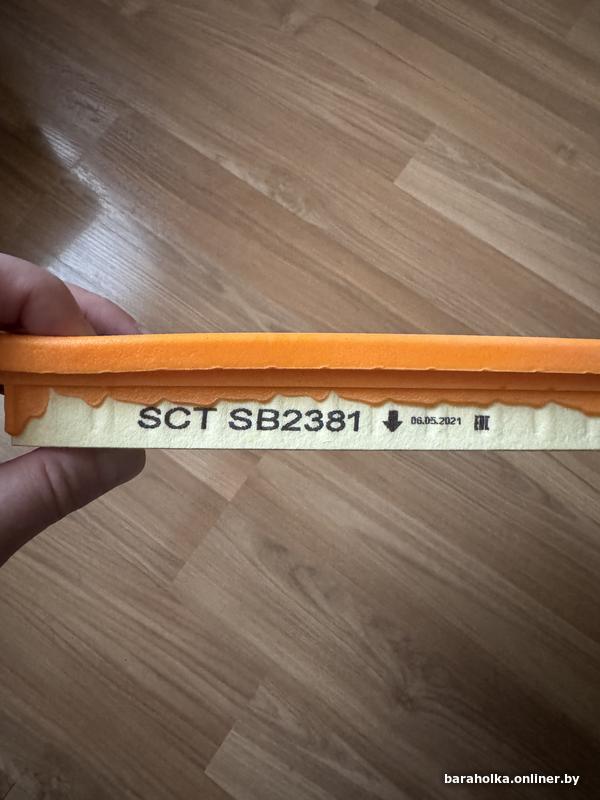 SCT SB2381 06.05.2021 EAC
baraholka.onliner.by